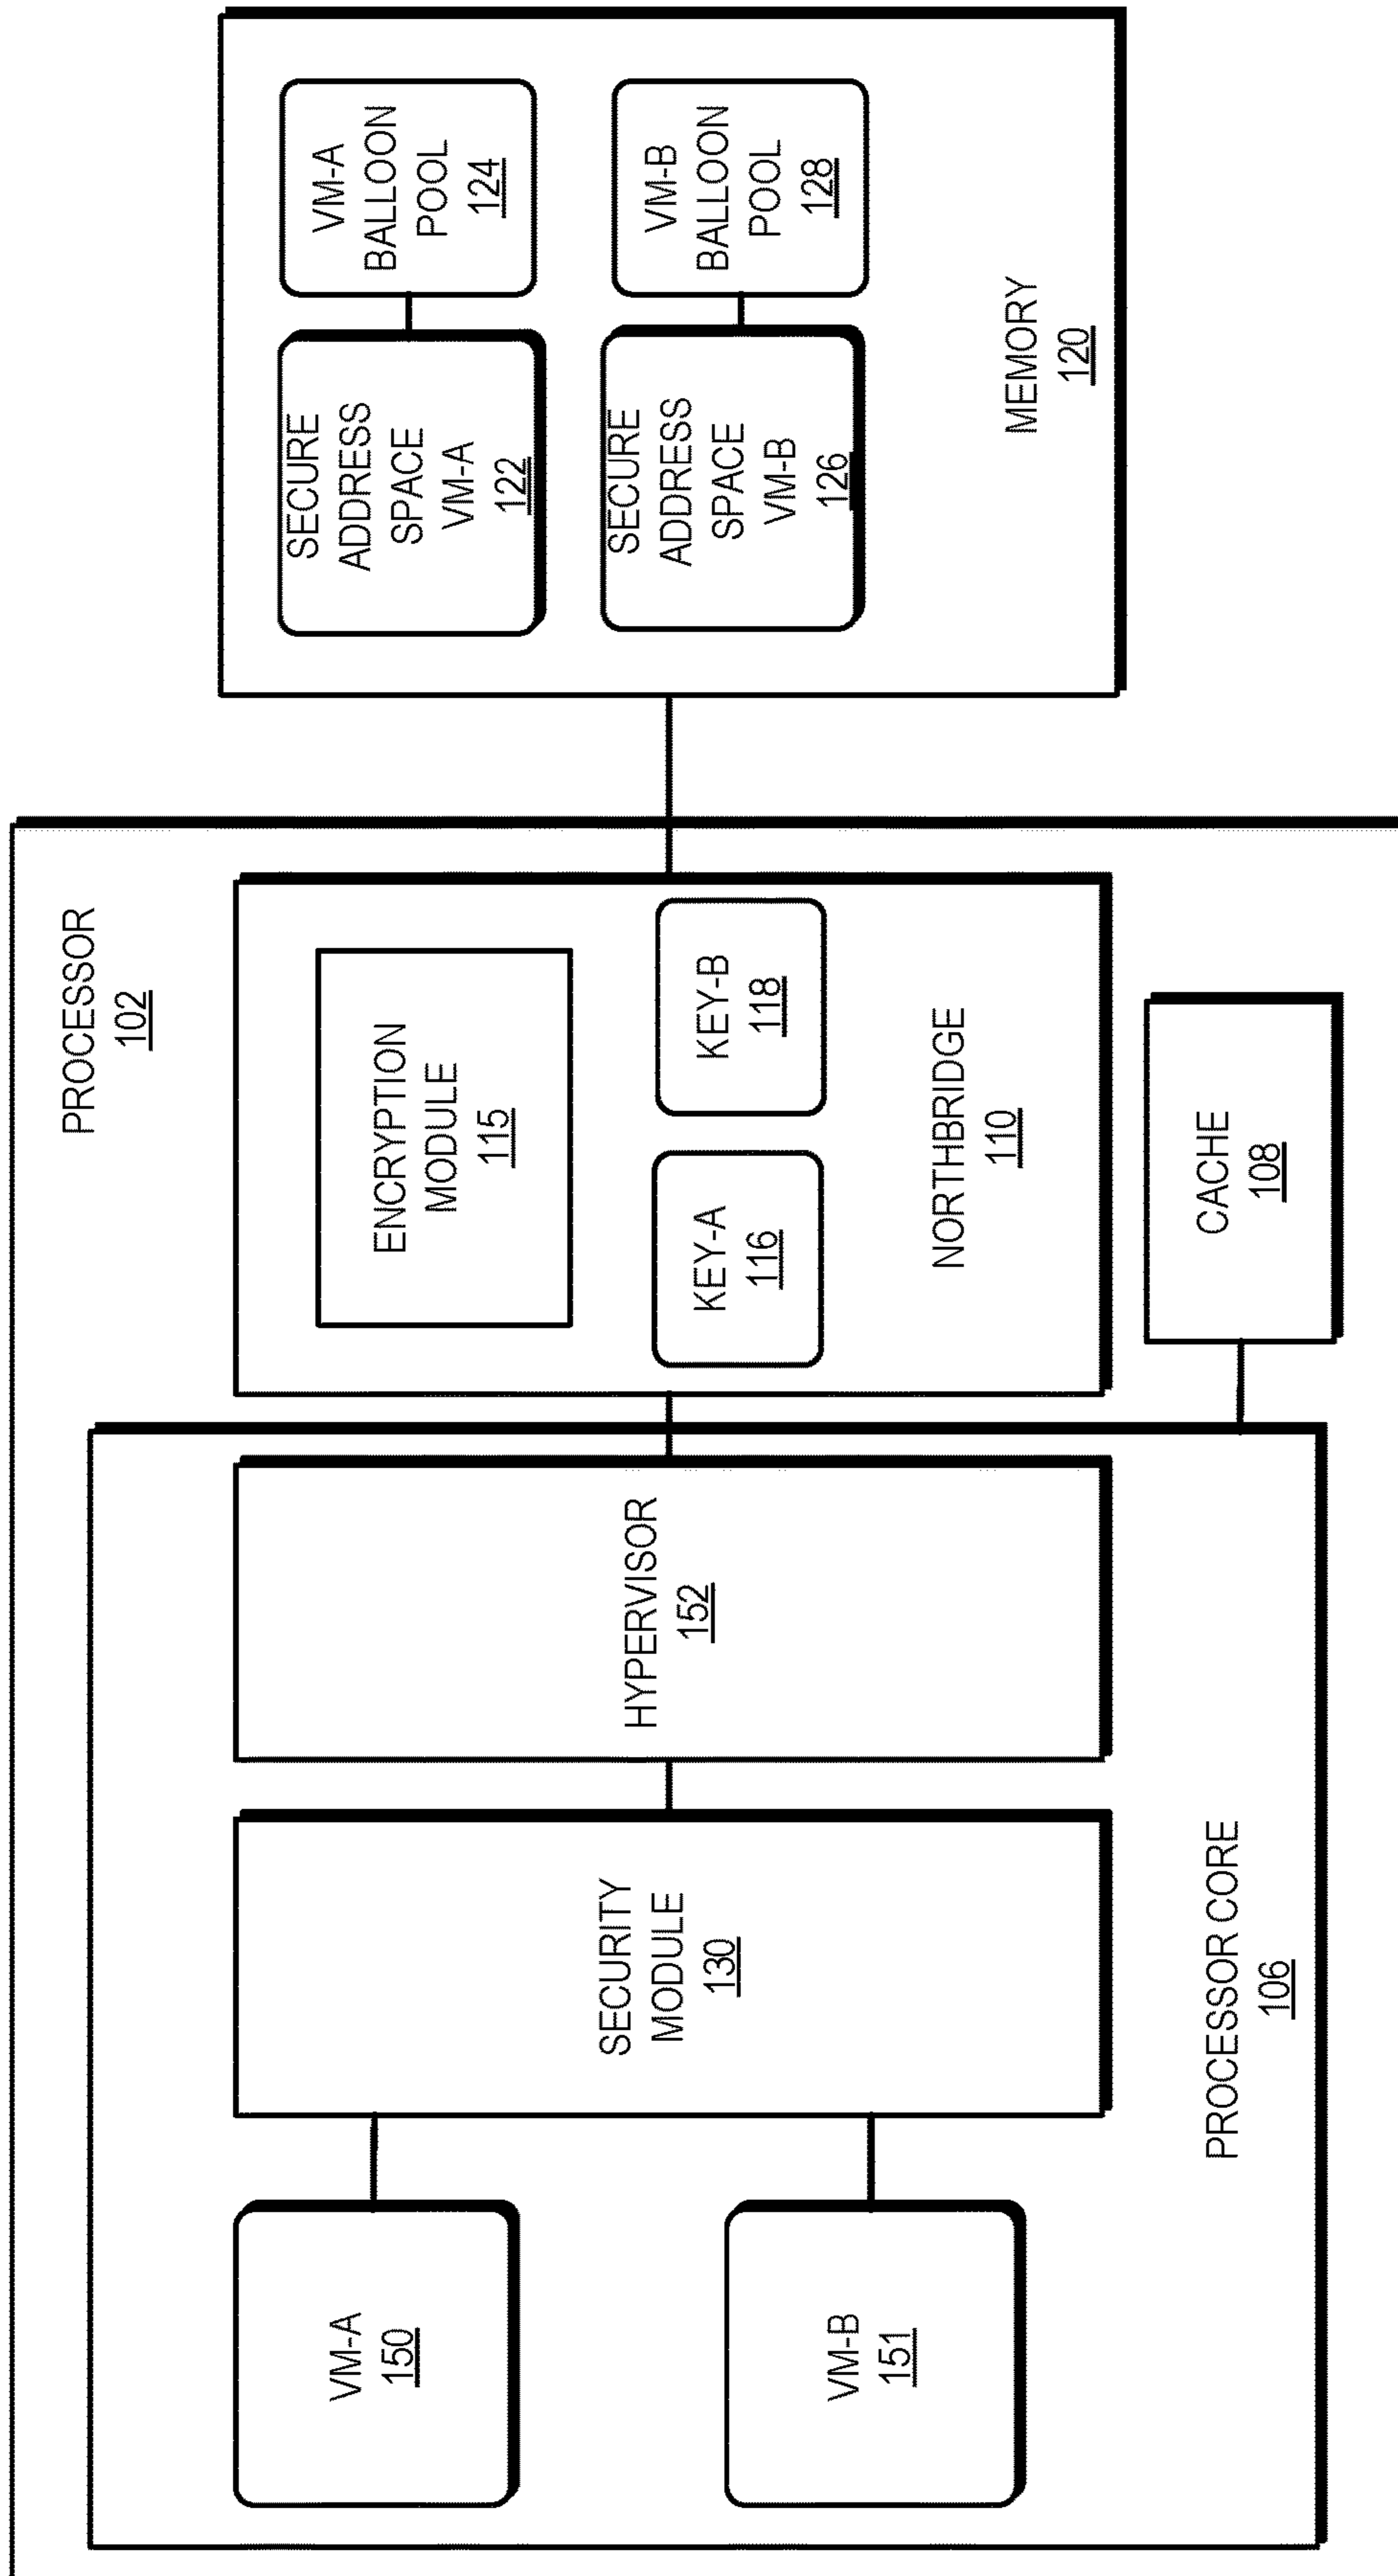 PROCESSOR
102
VM-A
150
VM-B
151
SECURITY
MODULE
130
HYPERVISOR
152
PROCESSOR CORE
106
ENCRYPTION
MODULE
115
KEY-A
116
KEY-B
118
NORTHBRIDGE
110
CACHE
108
SECURE
ADDRESS
SPACE
VM-A
122
VM-A
BALLOON
POOL
124
SECURE
ADDRESS
SPACE
VM-B
126
VM-B
BALLOON
POOL
128
MEMORY
120